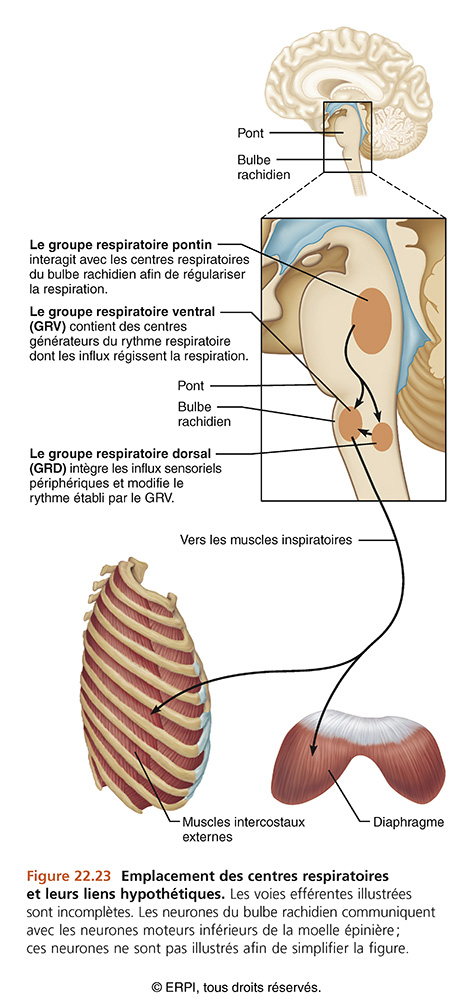 Pont
Bulbe
rachidien
Le groupe respiratoire pontin
interagit avec les centres respiratoires
du bulbe rachidien afin de régulariser
la respiration.
Le groupe respiratoire ventral
(GRV) contient des centres
générateurs du rythme respiratoire
dont les influx régissent la respiration.
Pont
Bulbe
rachidien
Le groupe respiratoire dorsal
(GRD) intègre les influx sensoriels
périphériques et modifie le
rythme établi par le GRV.
Vers les muscles inspiratoires
Muscles intercostaux
externes
Diaphragme
Figure 22.23 Emplacement des centres respiratoires
et leurs liens hypothétiques. Les voies efférentes illustrées
sont incomplètes. Les neurones du bulbe rachidien communiquent
avec les neurones moteurs inférieurs de la moelle épinière ;
ces neurones ne sont pas illustrés afin de simplifier la figure.
© ERPI, tous droits réservés.